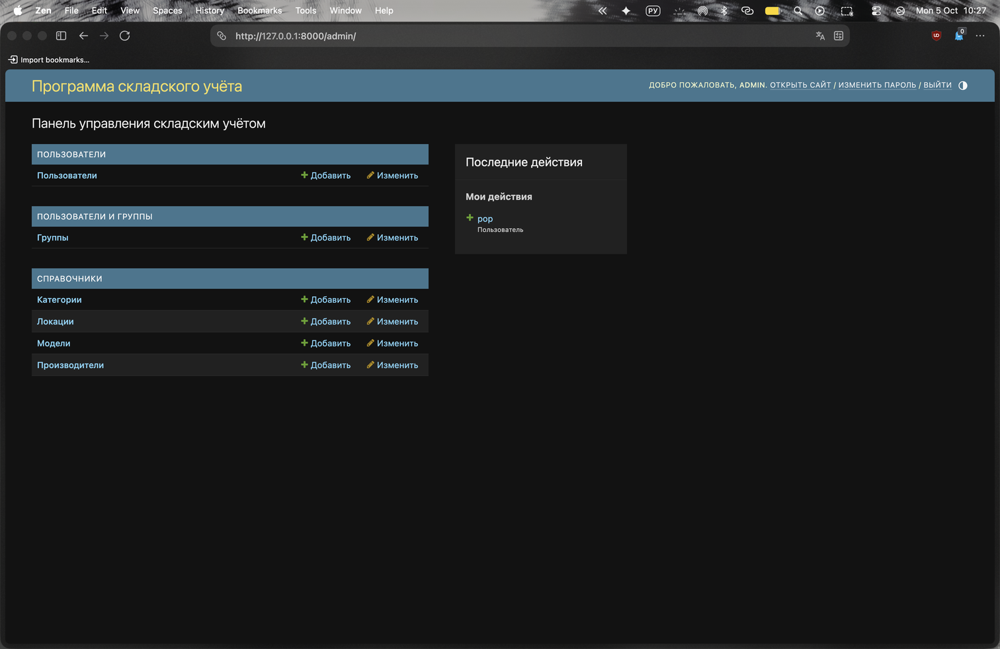 Zen File Edit View Spaces History Bookmarks Tools Window Help РУ Mon 5 Oct 10:27
http://127.0.0.1:8000/admin/ 0
Import bookmarks...
Программа складского учёта
ДОБРО ПОЖАЛОВАТЬ, ADMIN. ОТКРЫТЬ САЙТ / ИЗМЕНИТЬ ПАРОЛЬ / ВЫЙТИ
Панель управления складским учётом
ПОЛЬЗОВАТЕЛИ
Пользователи Добавить Изменить
ПОЛЬЗОВАТЕЛИ И ГРУППЫ
Группы Добавить Изменить
СПРАВОЧНИКИ
Категории Добавить Изменить
Локации Добавить Изменить
Модели Добавить Изменить
Производители Добавить Изменить
Последние действия
Мои действия
pop
Пользователь